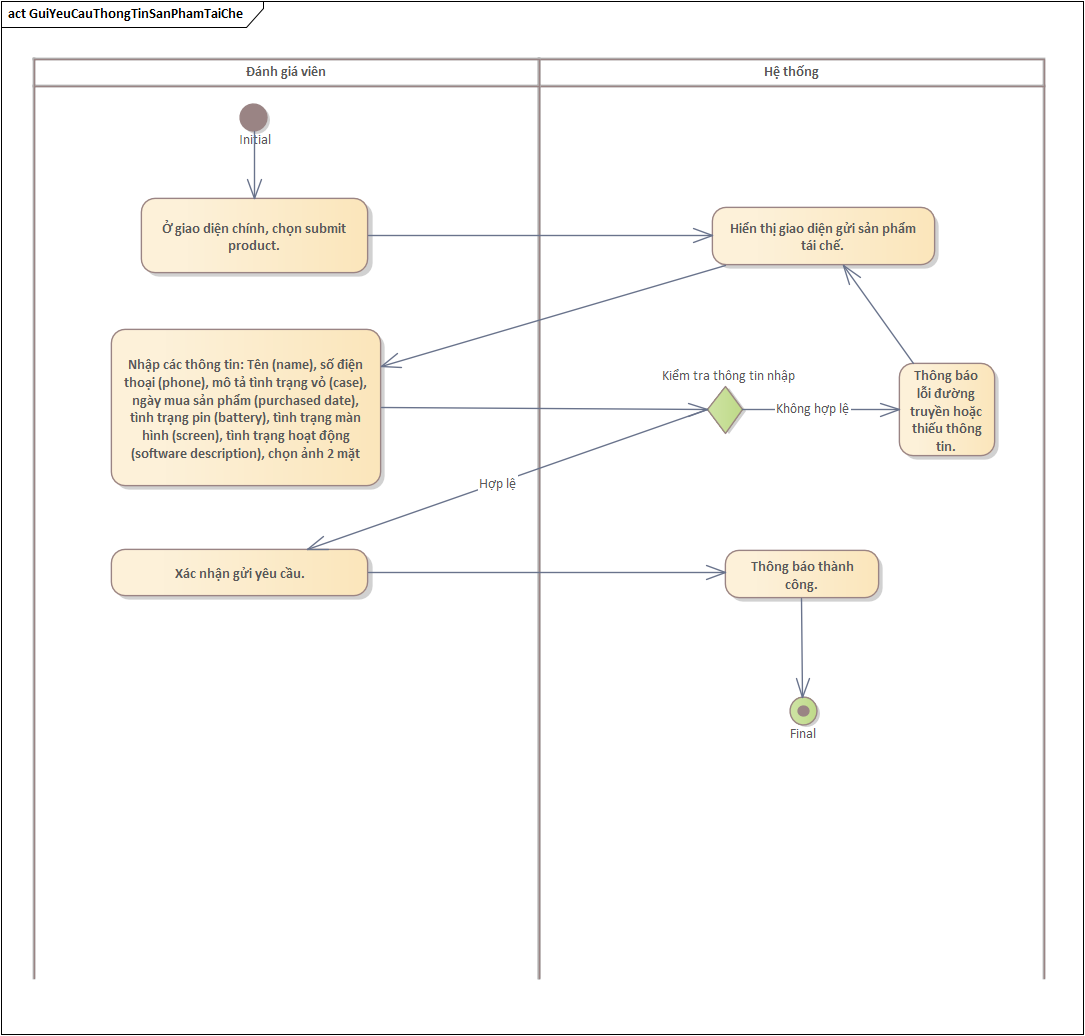 act GuiYeuCauThongTinSanPhamTaiChe
Đánh giá viên
Hệ thống
Initial
Ở giao diện chính, chọn submit
product.
Hiển thị giao diện gửi sản phẩm
tái chế.
Nhập các thông tin: Tên (name), số điện
thoại (phone), mô tả tình trạng vỏ (case),
ngày mua sản phẩm (purchased date),
tình trạng pin (battery), tình trạng màn
hình (screen), tình trạng hoạt động
(software description), chọn ảnh 2 mặt
Kiểm tra thông tin nhập
Không hợp lệ
Thông báo
lỗi đường
truyền hoặc
thiếu thông
tin.
Hợp lệ
Xác nhận gửi yêu cầu.
Thông báo thành
công.
Final